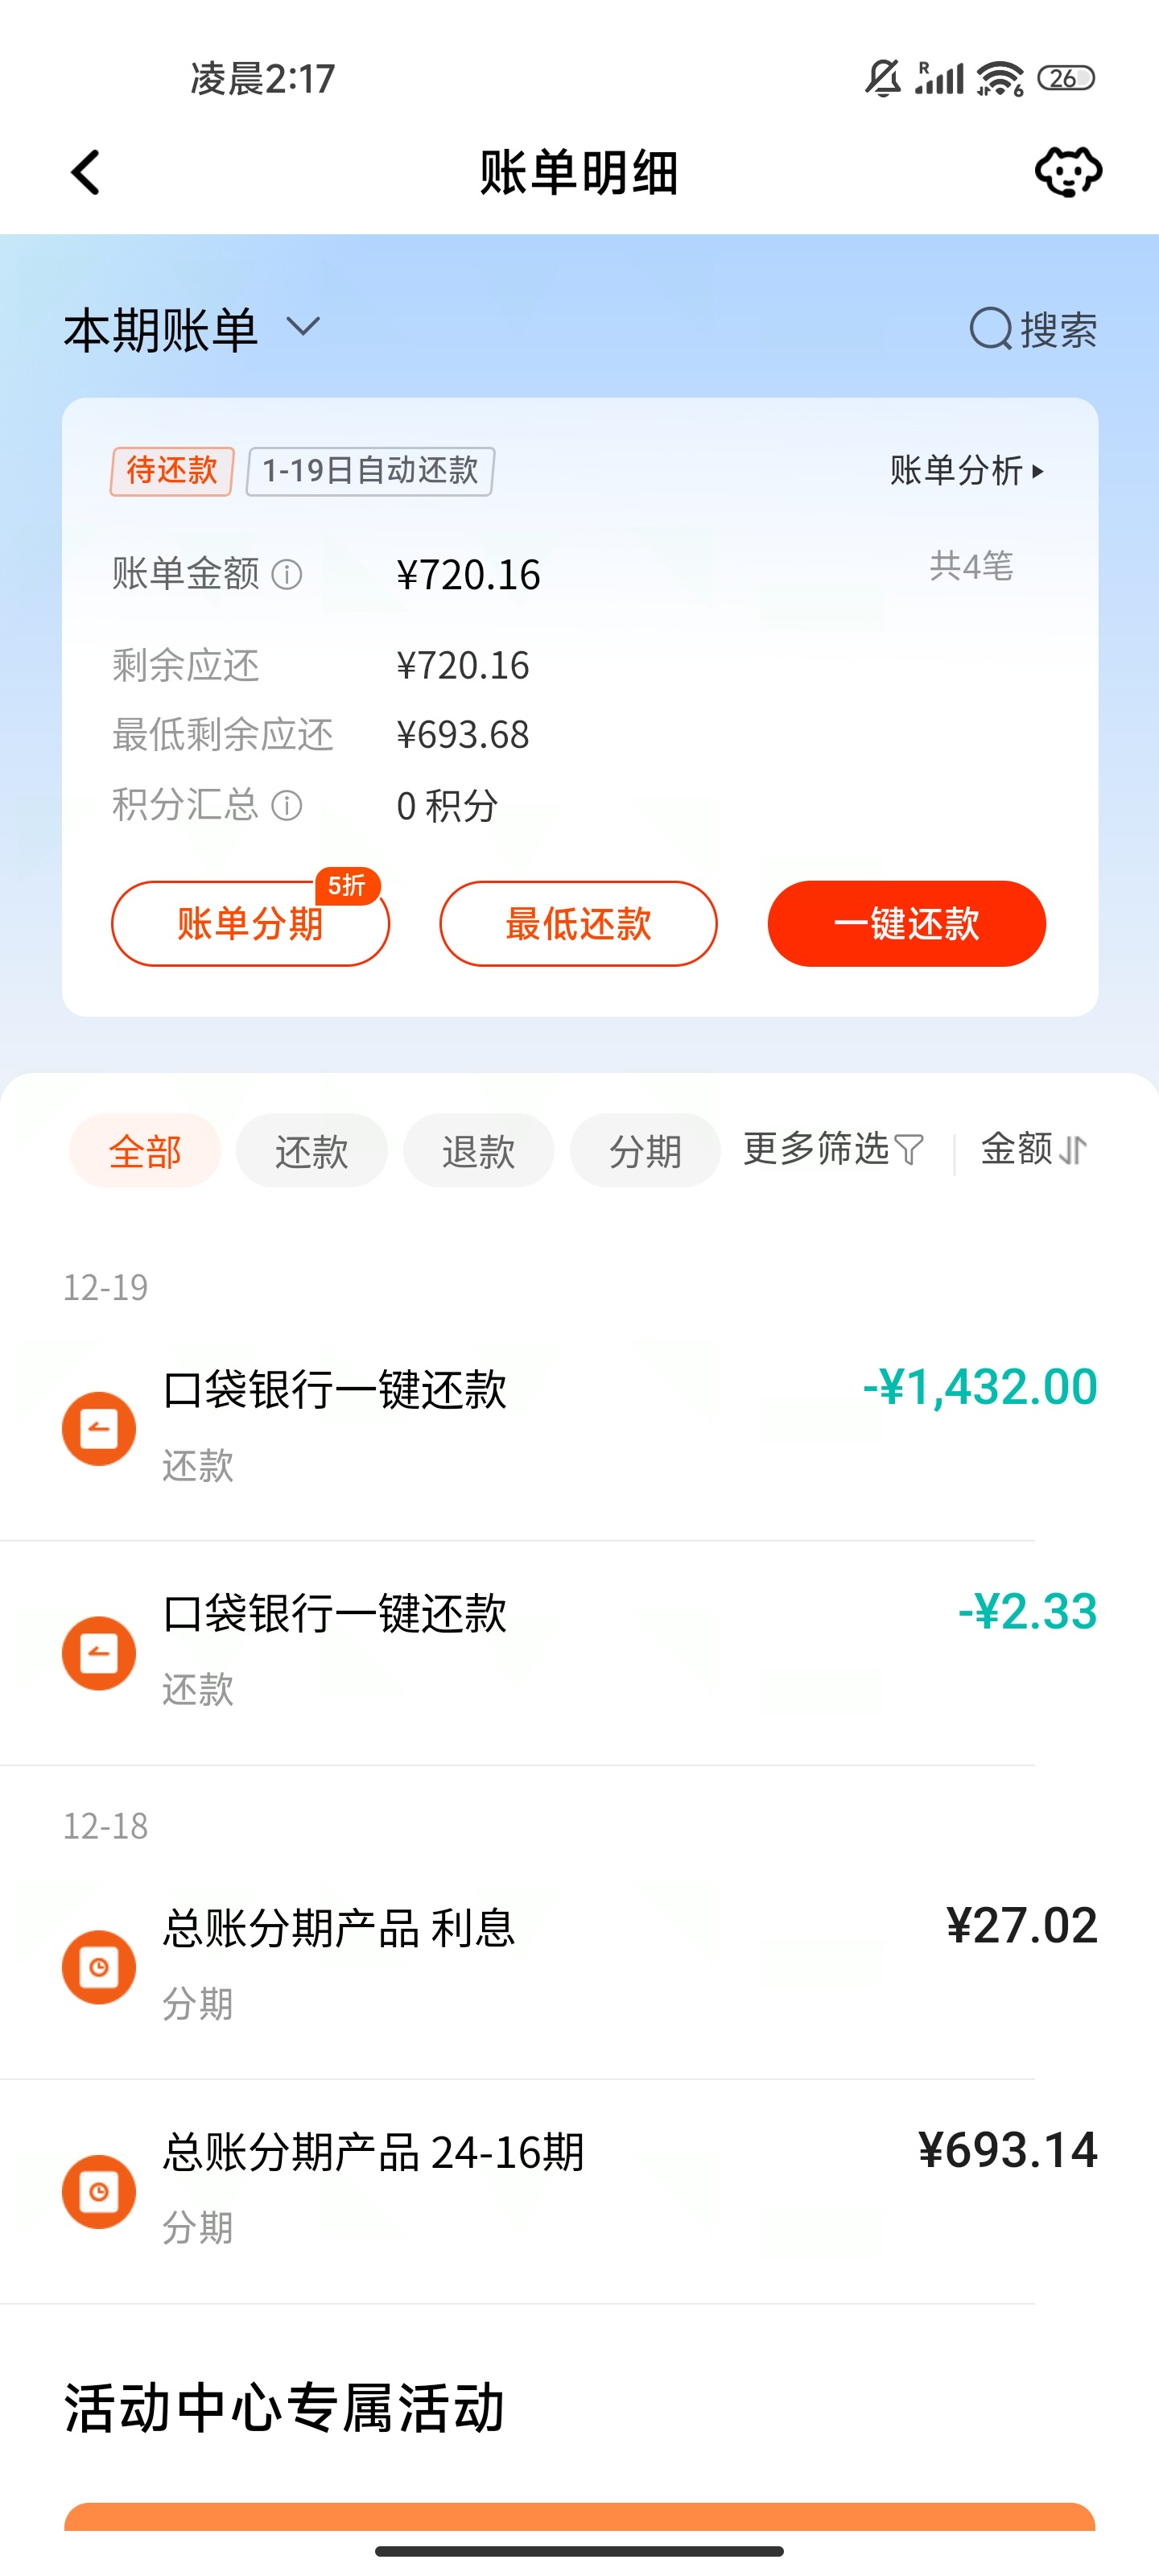 凌晨2:17
R
6
26
账单明细
本期账单
搜索
待还款 1-19日自动还款 账单分析
账单金额 ¥720.16 共4笔
剩余应还 ¥720.16
最低剩余应还 ¥693.68
积分汇总 0 积分
5折
账单分期 最低还款 一键还款
全部 还款 退款 分期 更多筛选 金额
12-19
口袋银行一键还款 -¥1,432.00
还款
口袋银行一键还款 -¥2.33
还款
12-18
总账分期产品 利息 ¥27.02
分期
总账分期产品 24-16期 ¥693.14
分期
活动中心专属活动